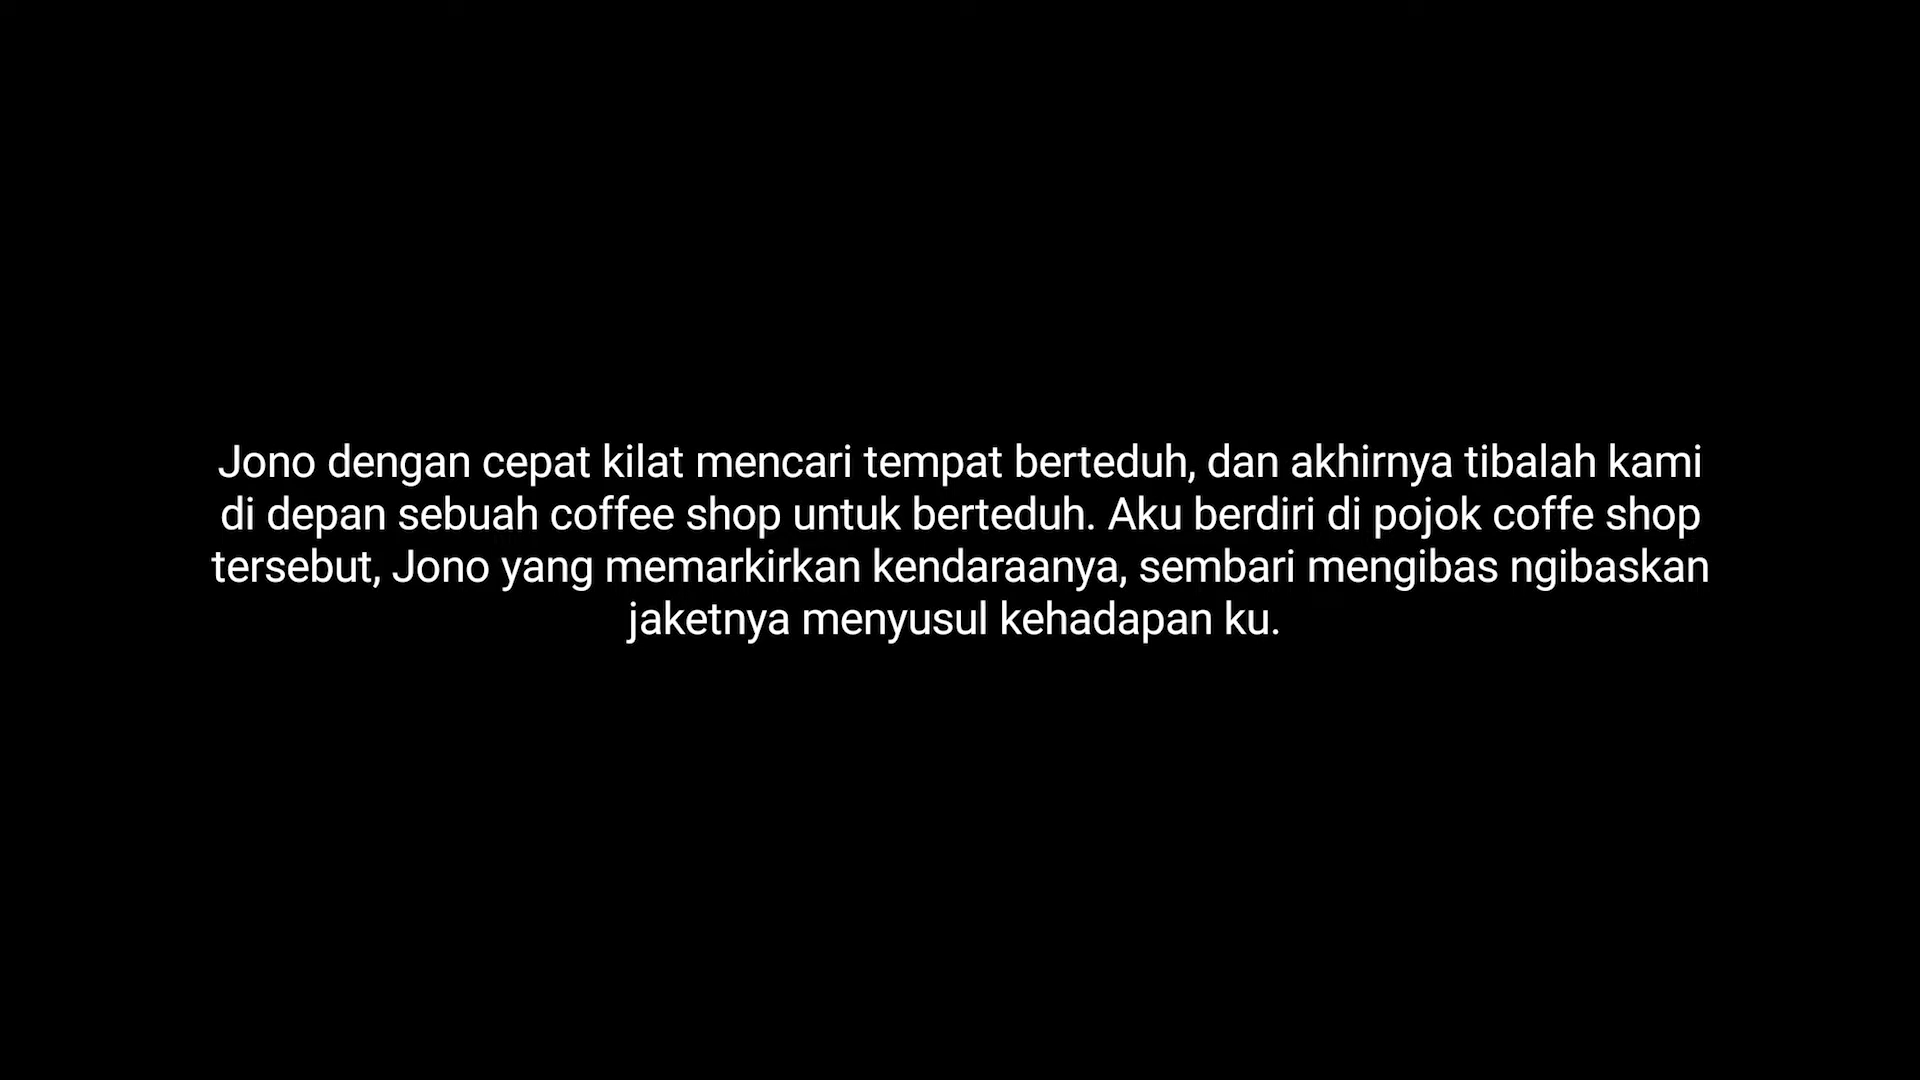 Jono dengan cepat kilat mencari tempat berteduh, dan akhirnya tibalah kami
di depan sebuah coffee shop untuk berteduh. Aku berdiri di pojok coffe shop
tersebut, Jono yang memarkirkan kendaraanya, sembari mengibas ngibaskan
jaketnya menyusul kehadapan ku.